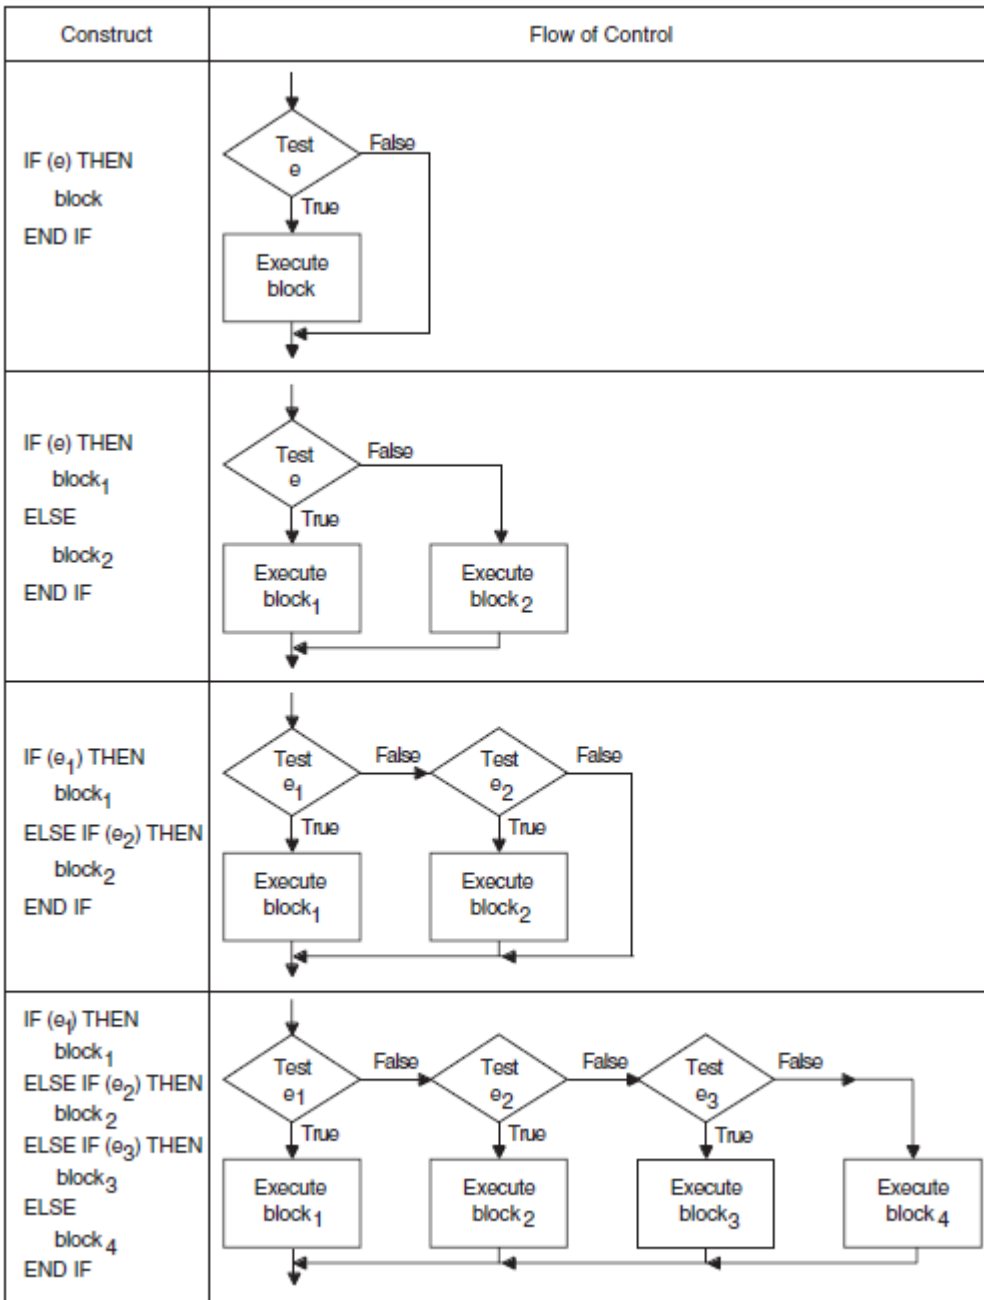 Construct
Flow of Control
IF (e) THEN
block
END IF
Test
e
False
True
Execute
block
IF (e) THEN
block₁
ELSE
block₂
END IF
Test
e
False
True
Execute
block₁
Execute
block₂
IF (e₁) THEN
block₁
ELSE IF (e₂) THEN
block₂
END IF
Test
e₁
False
Test
e₂
False
True
True
Execute
block₁
Execute
block₂
IF (e₁) THEN
block₁
ELSE IF (e₂) THEN
block₂
ELSE IF (e₃) THEN
block₃
ELSE
block₄
END IF
Test
e₁
False
Test
e₂
False
Test
e₃
False
True
True
True
Execute
block₁
Execute
block₂
Execute
block₃
Execute
block₄